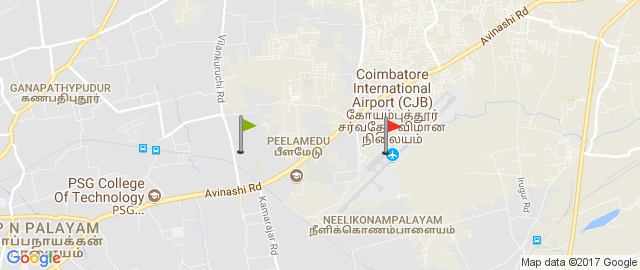 Avinashi Rd
Vilankuruchi Rd
Coimbatore
International
Airport (CJB)
கோயம்புத்தூர்
சர்வதேச விமான
நிலையம்
GANAPATHYPUDUR
கணபதிபுதூர்
PEELAMEDU
பீளமேடு
PSG College
Of Technology
PSG...
Avinashi Rd
Kamarajar Rd
Irugur Rd
NEELIKONAMPALAYAM
நீலிக்கொணம்பாளையம்
P N PALAYAM
ாப்பநாயக்கன்
Google
Map data ©2017 Google